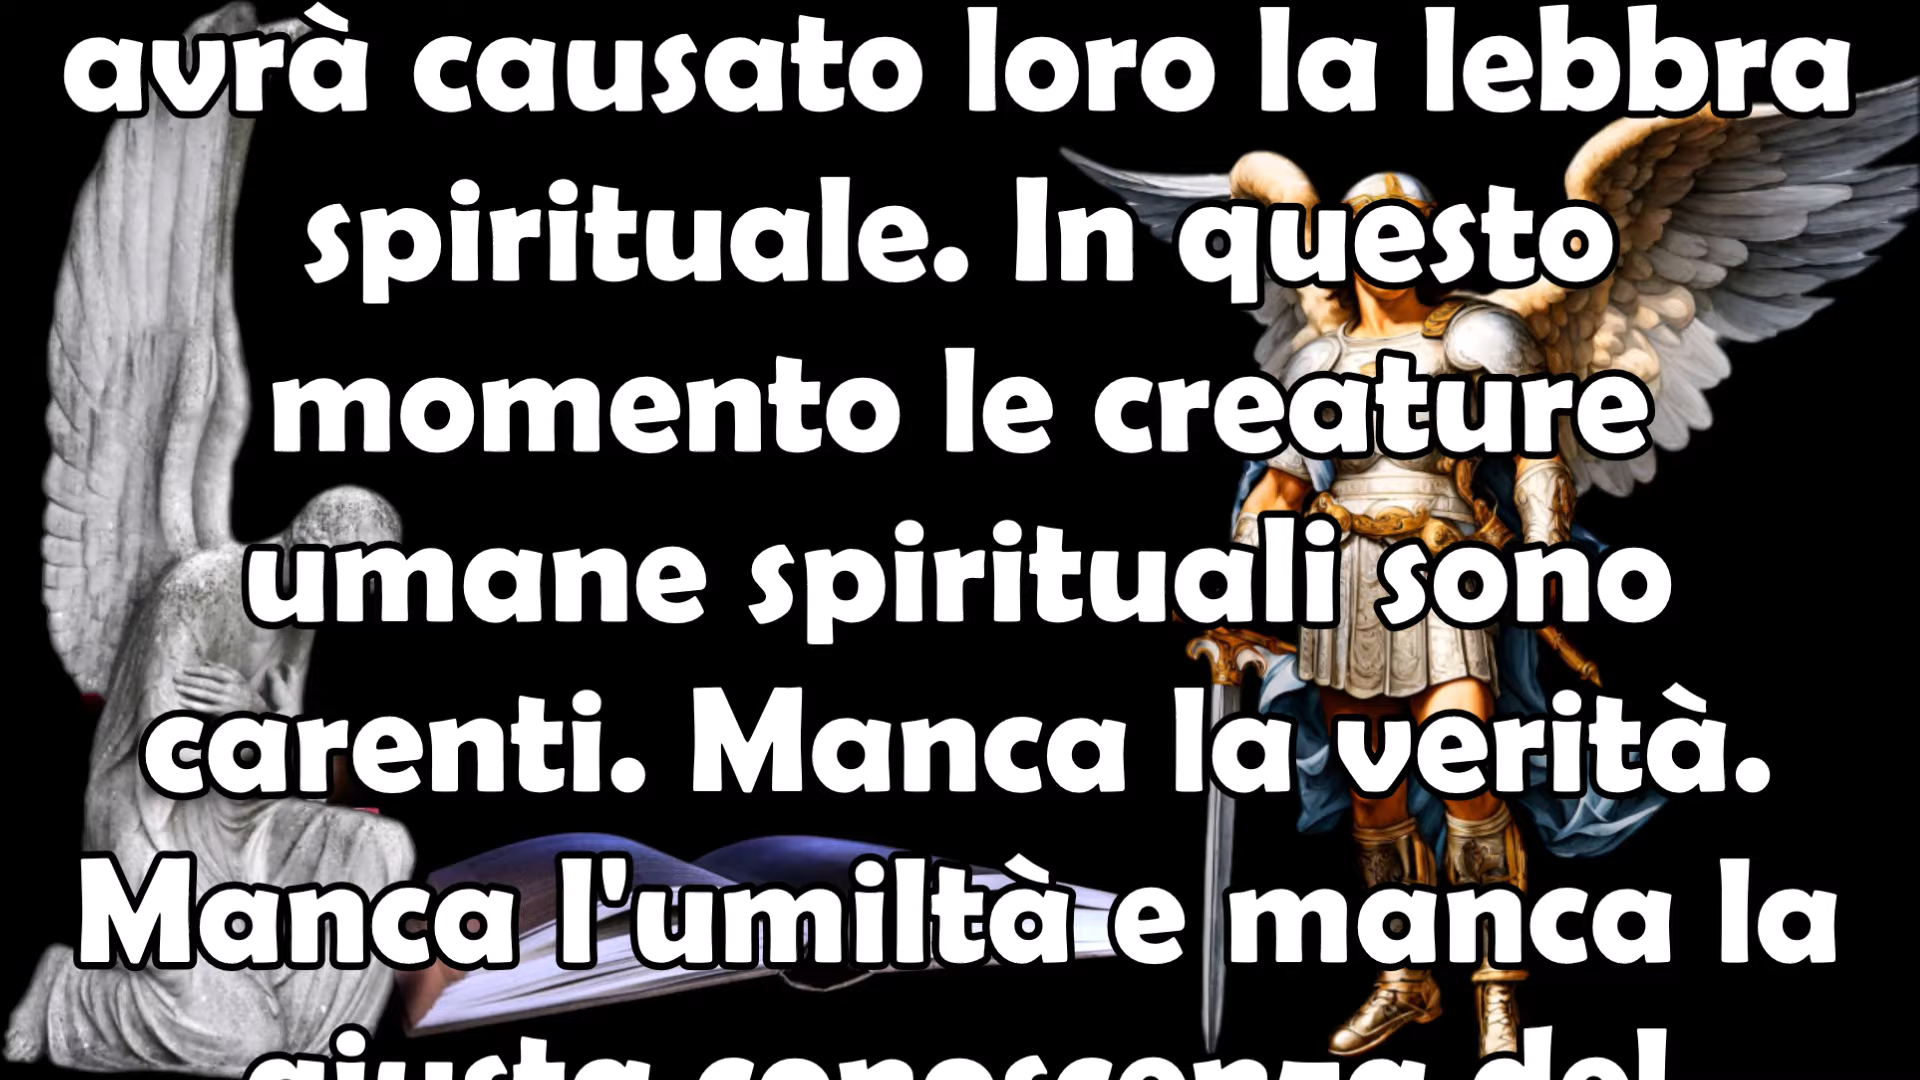 avrà causato loro la lebbra
spirituale. In questo
momento le creature
umane spirituali sono
carenti. Manca la verità.
Manca l'umiltà e manca la
giusta conoscenza del